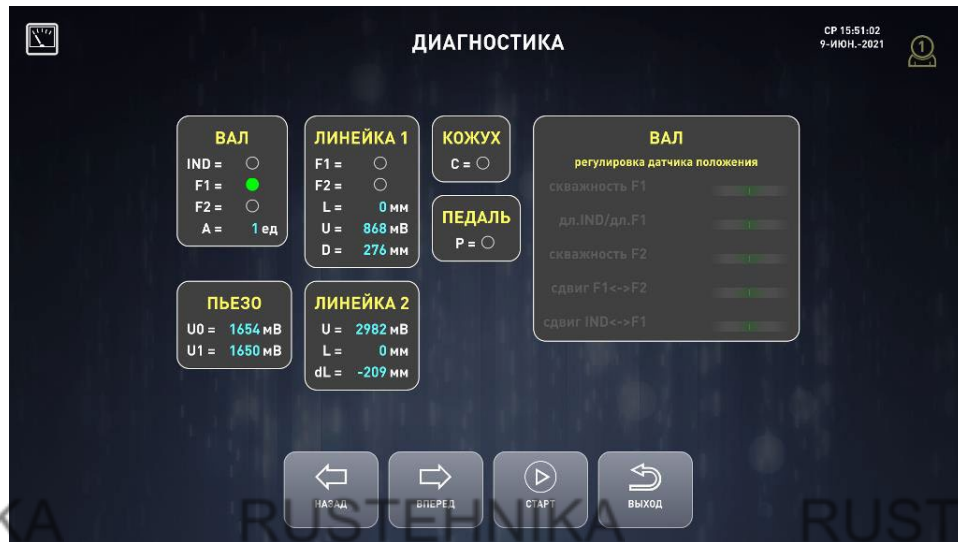 ДИАГНОСТИКА
СР 15:51:02
9-ИЮН.-2021
1
ВАЛ
IND =
F1 =
F2 =
A = 1 ед
ЛИНЕЙКА 1
F1 =
F2 =
L = 0 мм
U = 868 мВ
D = 276 мм
КОЖУХ
C =
ПЕДАЛЬ
P =
ВАЛ
регулировка датчика положения
скважность F1
дл.IND/дл.F1
скважность F2
сдвиг F1<->F2
сдвиг IND<->F1
ПЬЕЗО
U0 = 1654 мВ
U1 = 1650 мВ
ЛИНЕЙКА 2
U = 2982 мВ
L = 0 мм
dL = -209 мм
НАЗАД
ВПЕРЕД
СТАРТ
ВЫХОД
KA RUSTEHNIKA RUST